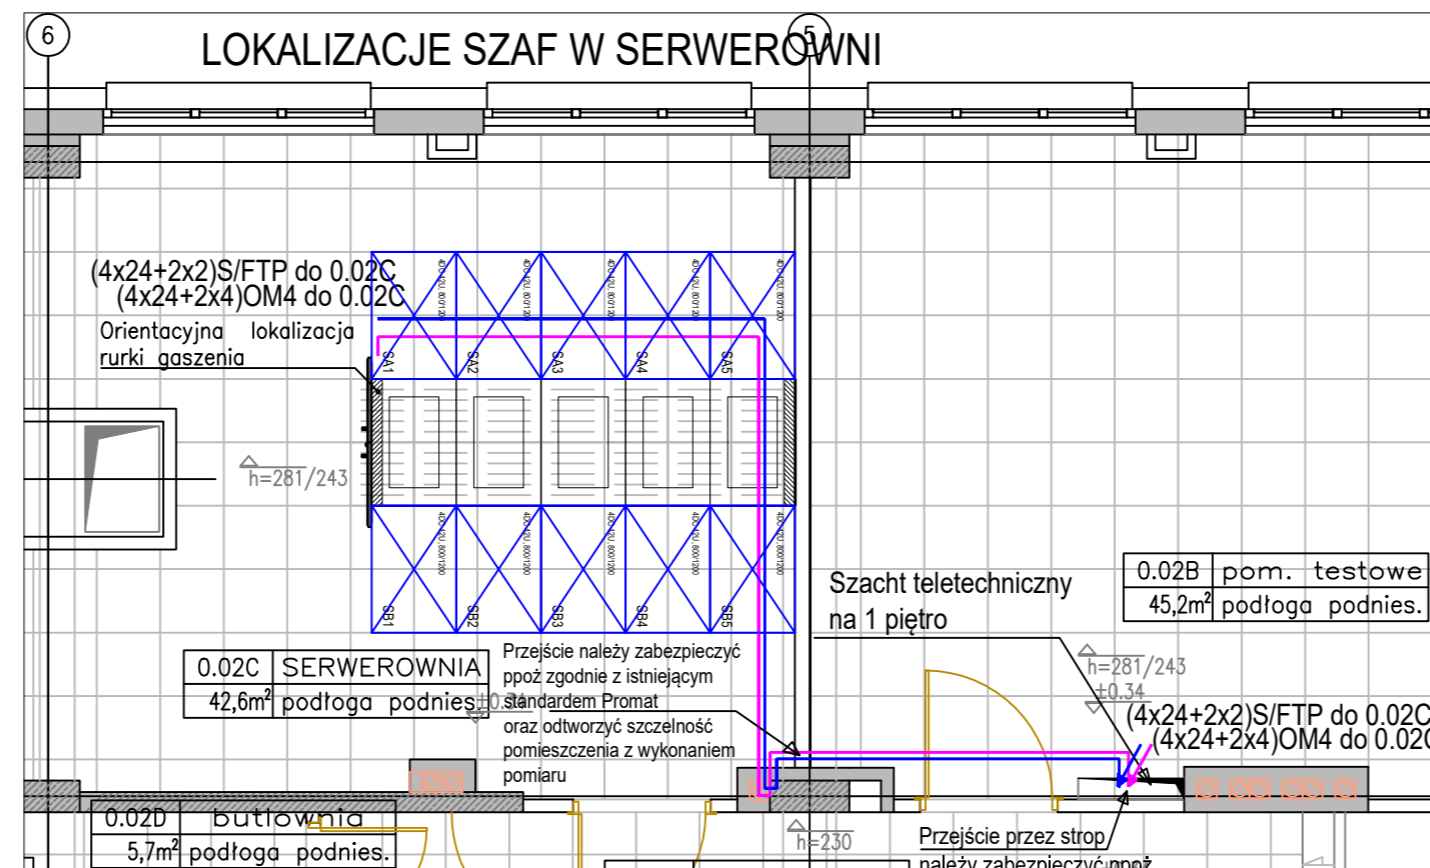 6
5
LOKALIZACJE SZAF W SERWEROWNI
(4x24+2x2)S/FTP do 0.02C
(4x24+2x4)OM4 do 0.02C
Orientacyjna lokalizacja
rurki gaszenia
SA1
SA2
SA3
SA4
SA5
h=281/243
SB1
SB2
SB3
SB4
SB5
0.02C SERWEROWNIA
42,6m² podłoga podnies.
Przejście należy zabezpieczyć
ppoż zgodnie z istniejącym
standardem Promat
oraz odtworzyć szczelność
pomieszczenia z wykonaniem
pomiaru
Szacht teletechniczny
na 1 piętro
0.02B pom. testowe
45,2m² podłoga podnies.
h=281/243
±0.34
(4x24+2x2)S/FTP do 0.02C
(4x24+2x4)OM4 do 0.02C
0.02D butlownia
5,7m² podłoga podnies.
h=230
Przejście przez strop
należy zabezpieczyć ppoż